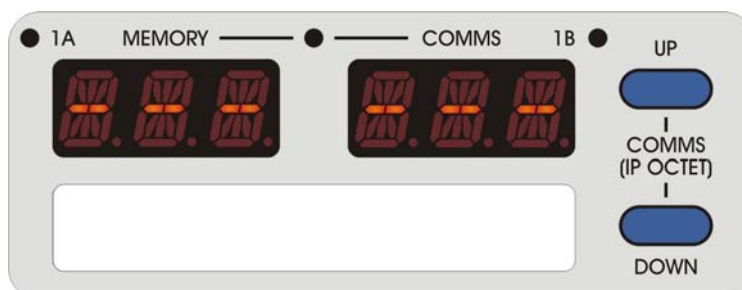 1A MEMORY COMMS 1B
--- ---
UP
COMMS
(IP OCTET)
DOWN